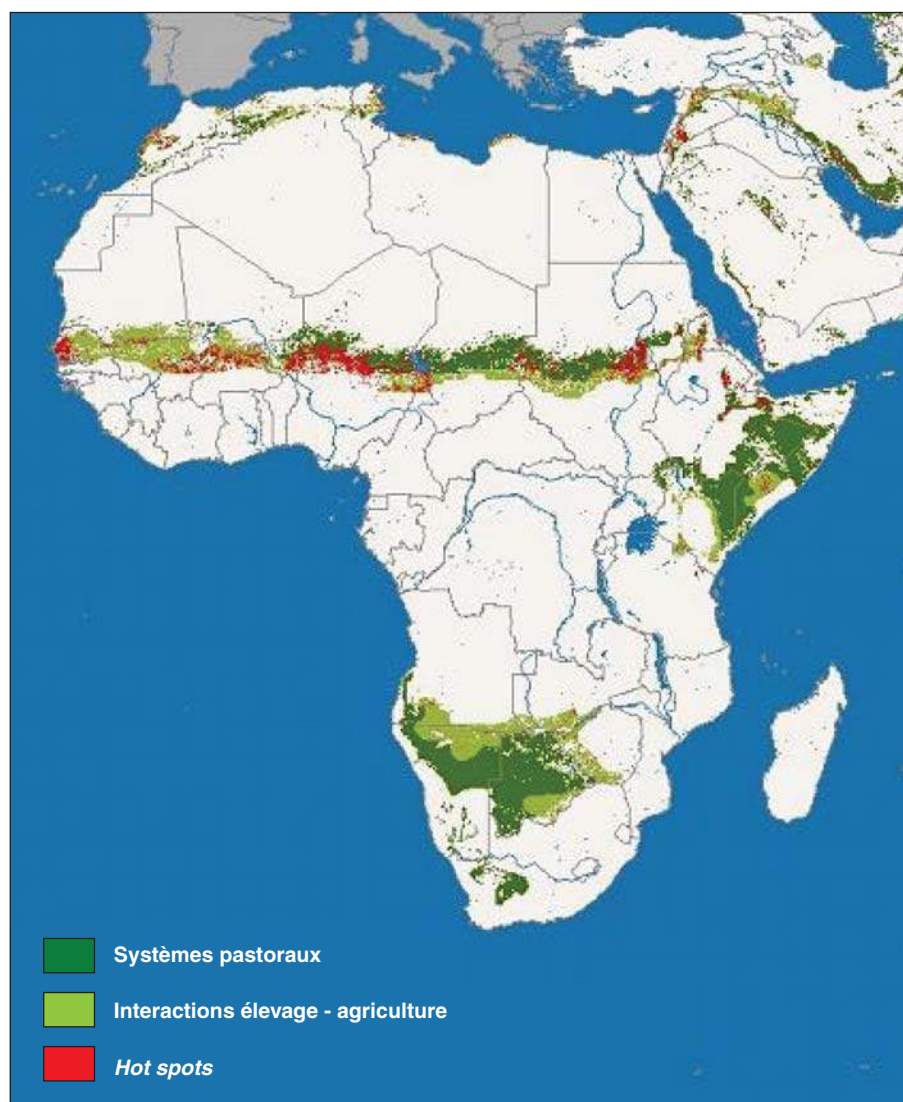 Systèmes pastoraux
Interactions élevage - agriculture
Hot spots